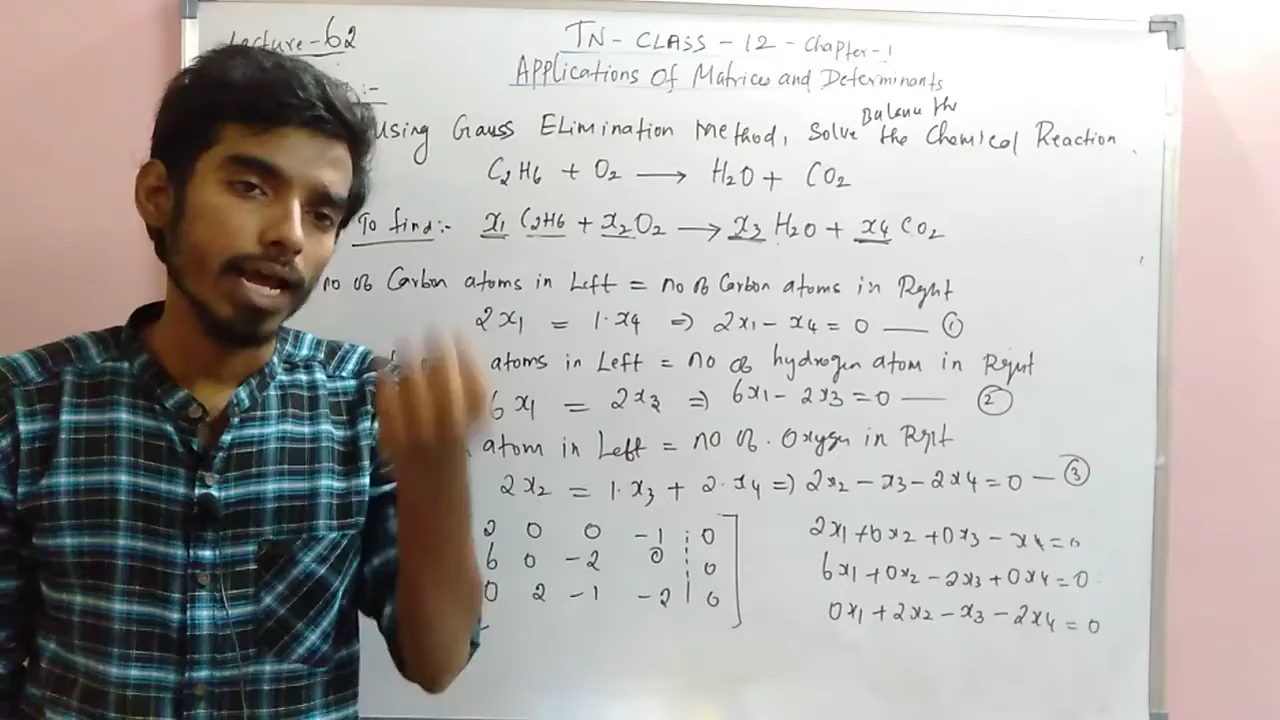 Lecture-62
TN-CLASS-12-Chapter-1
Applications Of Matrices and Determinants
:-
Balance the
Using Gauss Elimination Method, Solve the Chemical Reaction.
C2H6 + O2 → H2O + CO2
To find:- x1 C2H6 + x2O2 → x3 H2O + x4 CO2
no of Carbon atoms in Left = no of Carbon atoms in Right
2x1 = 1·x4 => 2x1 - x4 = 0 — ①
atoms in Left = no of hydrogen atom in Right
6x1 = 2x3 => 6x1 - 2x3 = 0 — ②
atom in Left = no of. Oxygen in Right
2x2 = 1·x3 + 2·x4 => 2x2 - x3 - 2x4 = 0 — ③
2 0 0 -1 | 0 ]
6 0 -2 0 | 0
0 2 -1 -2 | 0
2x1 + 0x2 + 0x3 - x4 = 0
6x1 + 0x2 - 2x3 + 0x4 = 0
0x1 + 2x2 - x3 - 2x4 = 0